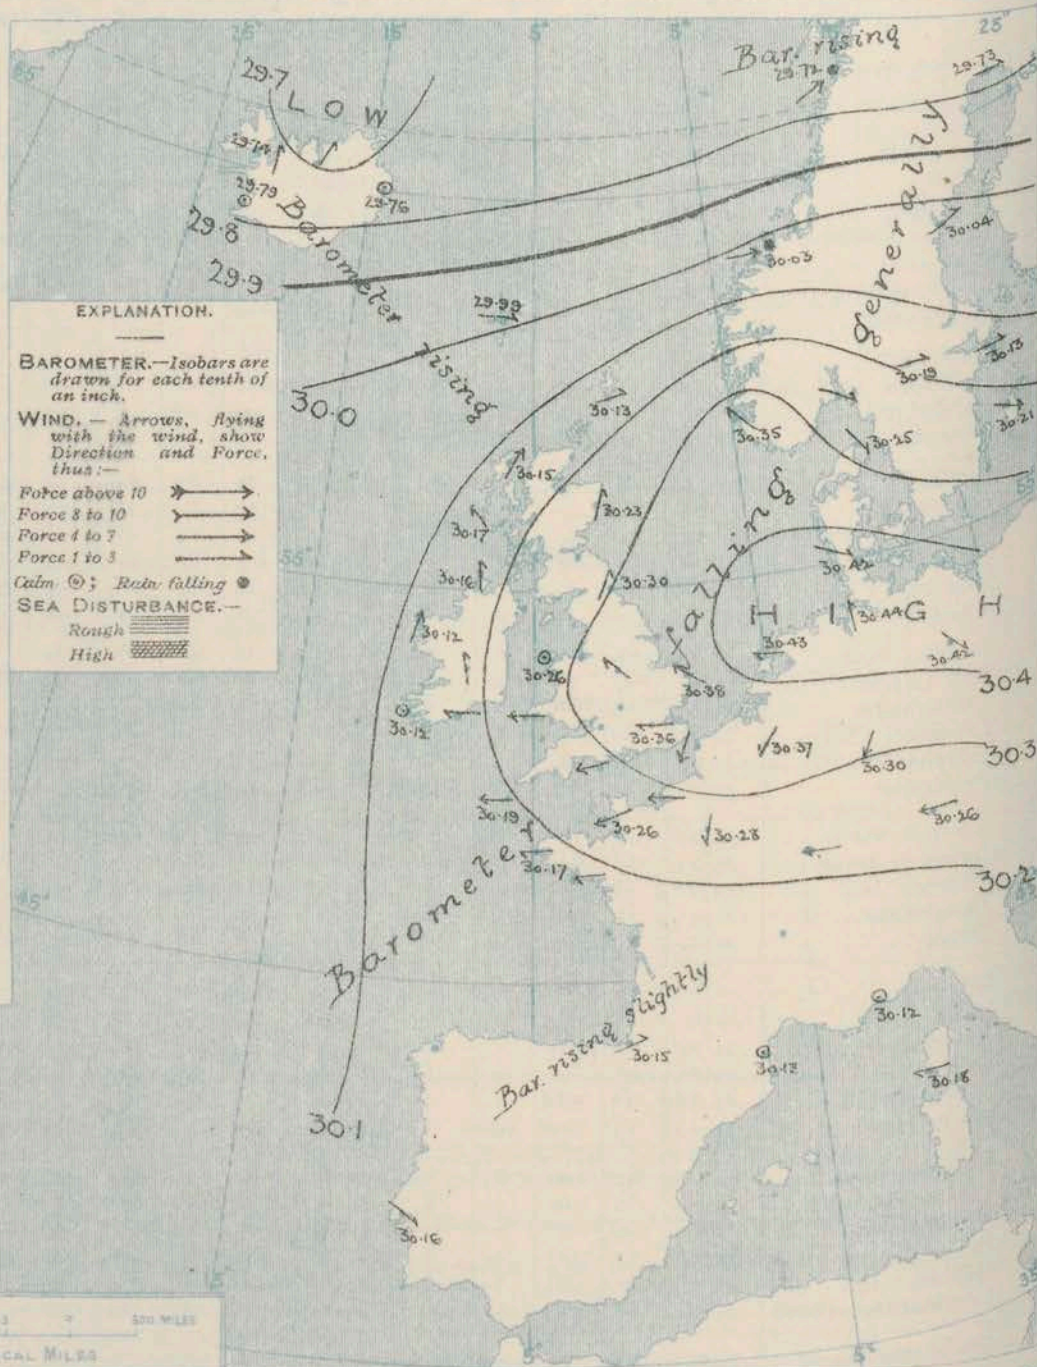 25°
15°
5°
5°
25°
65°
65°
Bar. rising
29.72
29.73
29.7
LOW
29.74
29.79
29.76
Barometer rising
29.8
29.9
30.04
30.03
29.99
30.0
EXPLANATION.
BAROMETER.—Isobars are
drawn for each tenth of
an inch.
WIND. — Arrows, flying
with the wind, show
Direction and Force,
thus:—
Force above 10
Force 8 to 10
Force 4 to 7
Force 1 to 3
Calm ; Rain falling
SEA DISTURBANCE.—
Rough
High
Barometer falling generally
30.13
30.19
30.21
30.13
30.35
30.25
30.15
30.23
30.17
55°
30.16
30.30
30.42
30.12
HIGH
30.44
30.43
30.42
30.26
30.38
30.4
30.12
30.36
30.37
30.30
30.3
30.19
30.26
30.28
30.26
30.17
30.2
45°
Bar. rising slightly
30.12
30.15
30.12
30.18
30.1
30.16
15°
35
5°
5°
500 MILES
CAL MILES